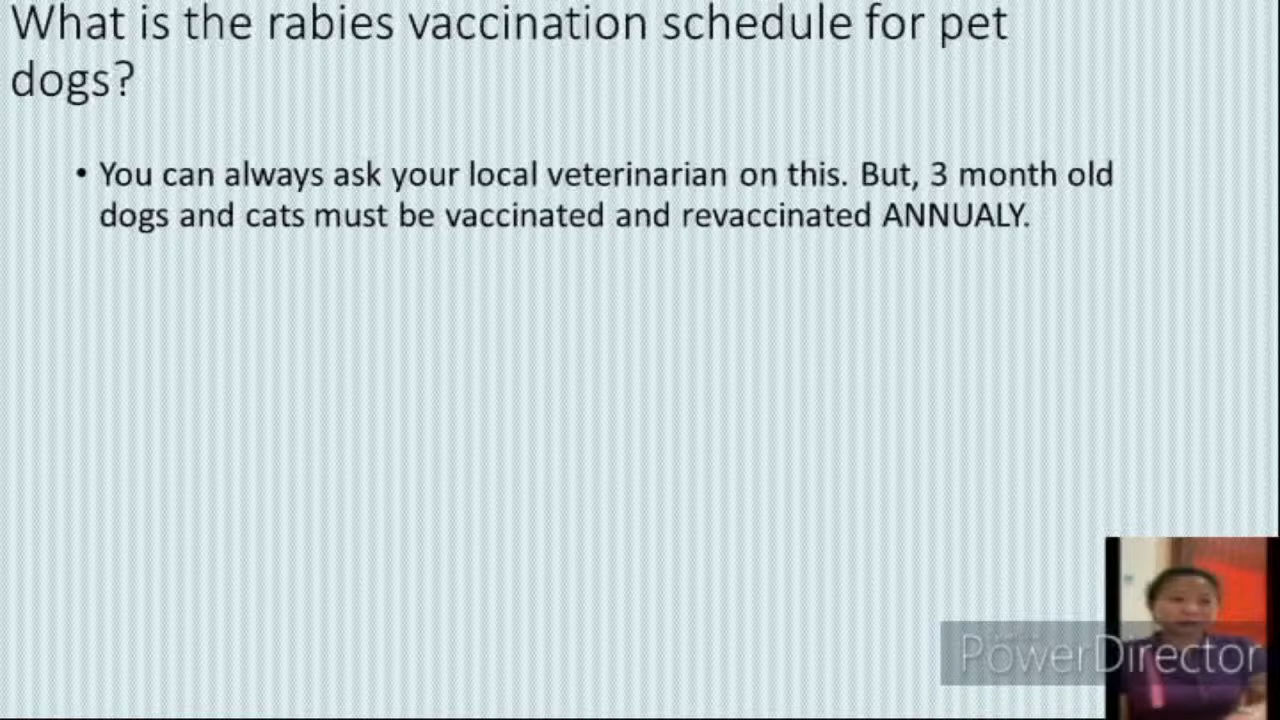 What is the rabies vaccination schedule for pet
dogs?
• You can always ask your local veterinarian on this. But, 3 month old
dogs and cats must be vaccinated and revaccinated ANNUALY.
PowerDirector